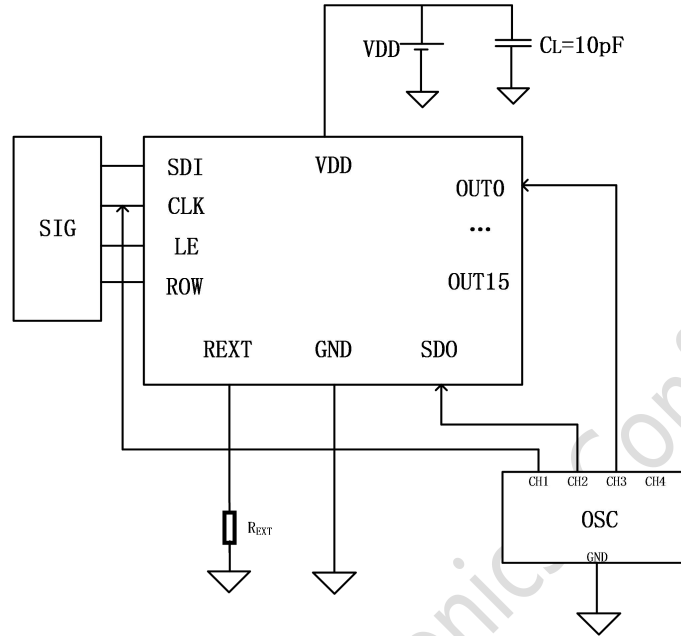 VDD
CL=10pF
SDI
VDD
CLK
OUT0
SIG
...
LE
ROW
OUT15
REXT
GND
SDO
CH1
CH2
CH3
CH4
REXT
OSC
GND